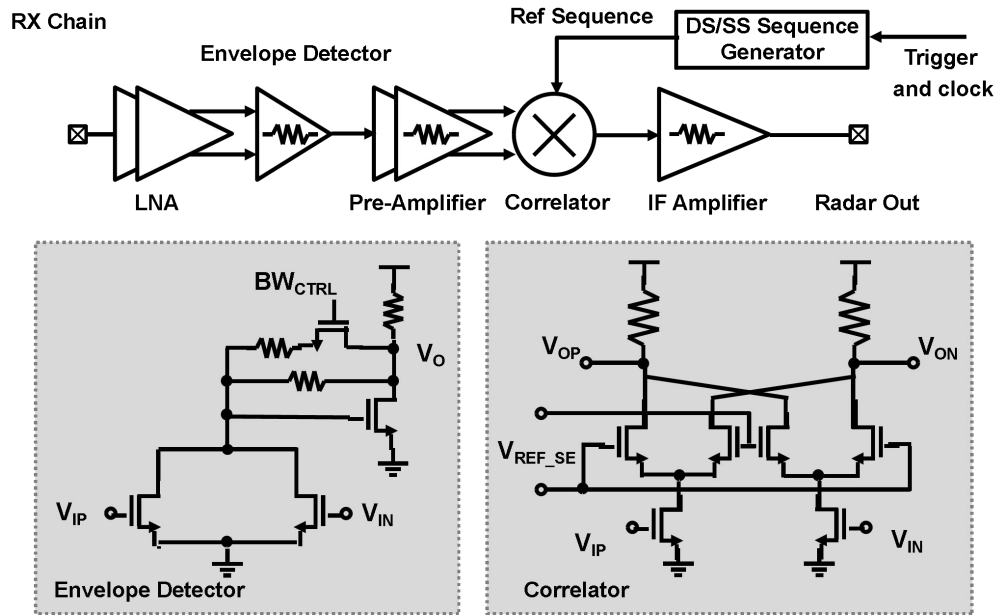 RX Chain
Ref Sequence
DS/SS Sequence
Generator
Trigger
and clock
Envelope Detector
LNA
Pre-Amplifier
Correlator
IF Amplifier
Radar Out
BWCTRL
VO
VIP
VIN
Envelope Detector
VOP
VON
VREF_SE
VIP
VIN
Correlator